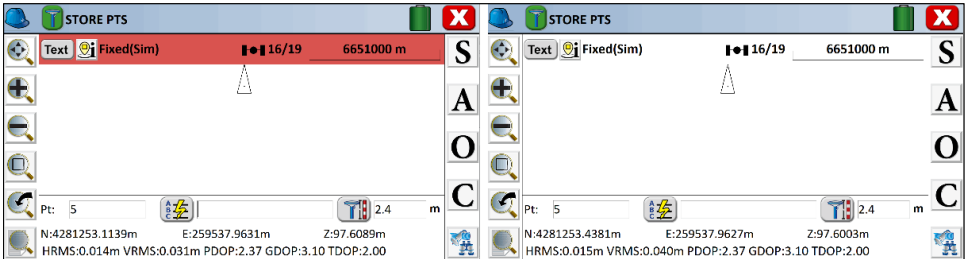 STORE PTS
Text Fixed(Sim) 16/19 6651000 m
S
A
O
C
Pt: 5 A B C 2.4 m
N:4281253.1139m E:259537.9631m Z:97.6089m
HRMS:0.014m VRMS:0.031m PDOP:2.37 GDOP:3.10 TDOP:2.00
STORE PTS
Text Fixed(Sim) 16/19 6651000 m
S
A
O
C
Pt: 5 A B C 2.4 m
N:4281253.4381m E:259537.9627m Z:97.6003m
HRMS:0.015m VRMS:0.040m PDOP:2.37 GDOP:3.10 TDOP:2.00